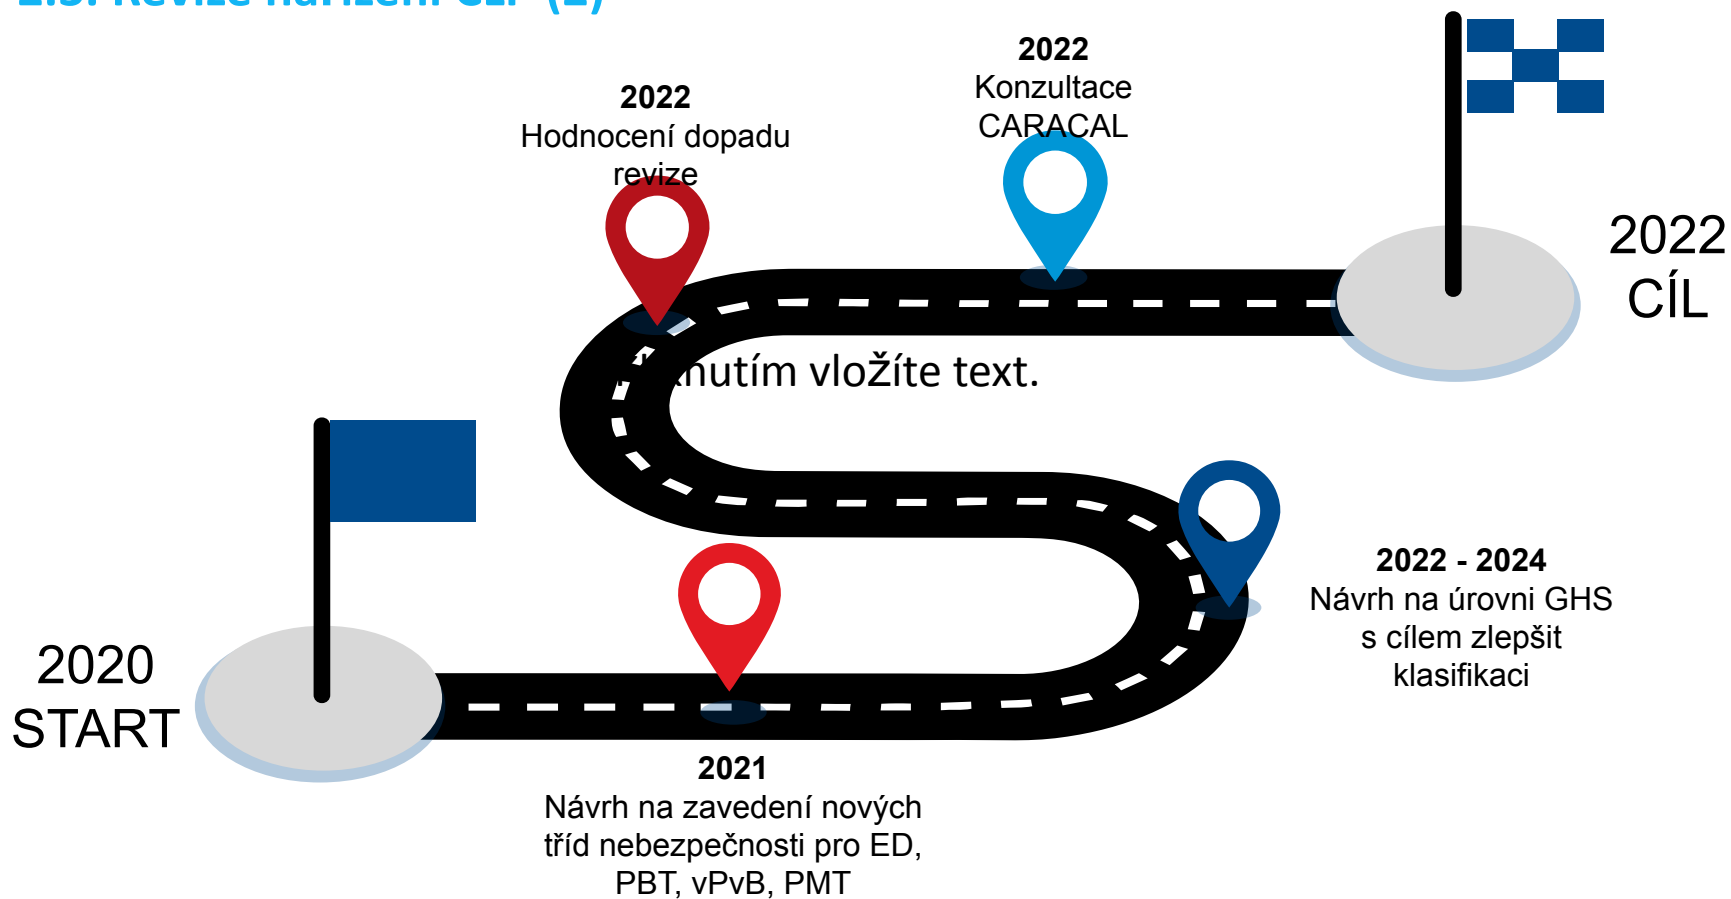 2022
Konzultace
CARACAL
2022
Hodnocení dopadu
revize
2022
CÍL
vložíte text.
2022 - 2024
Návrh na úrovni GHS
s cílem zlepšit
klasifikaci
2020
START
2021
Návrh na zavedení nových
tříd nebezpečnosti pro ED,
PBT, vPvB, PMT